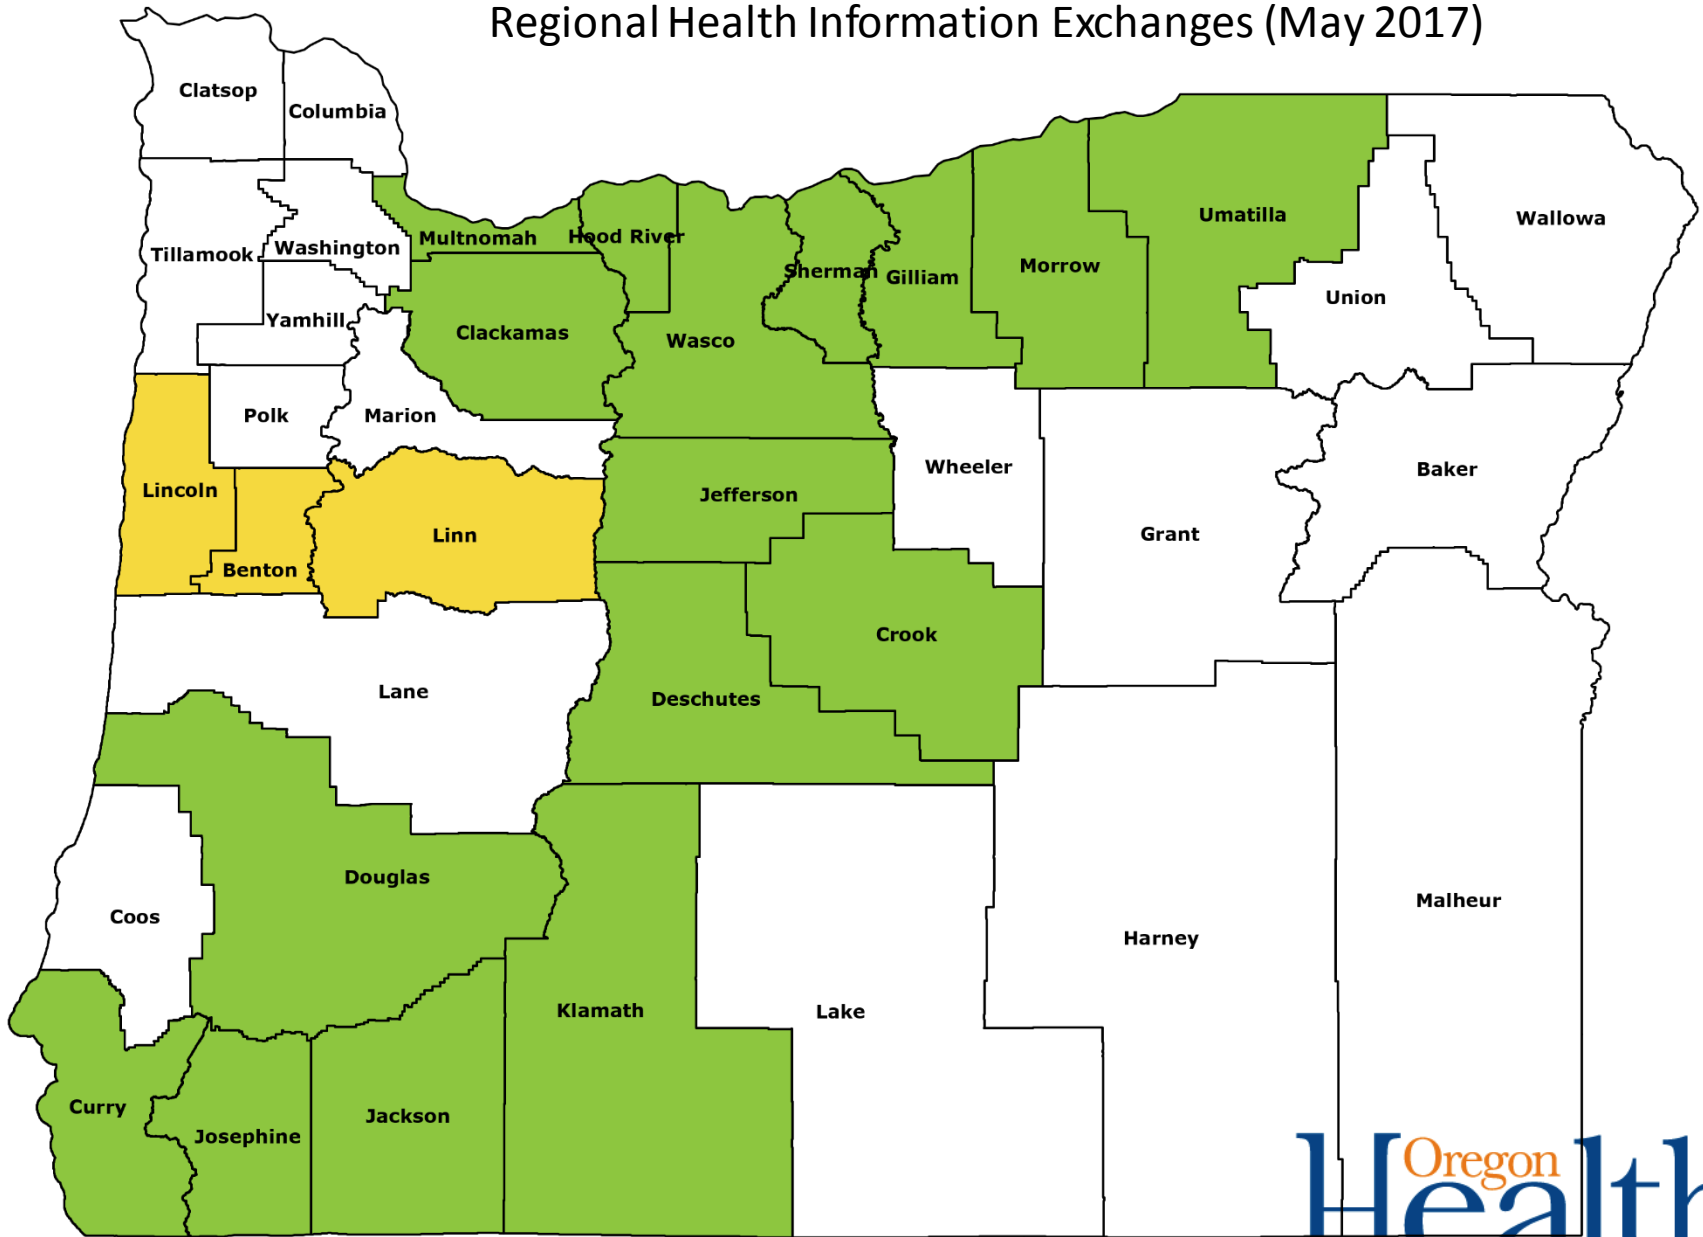 Regional Health Information Exchanges (May 2017)
Clatsop
Columbia
Tillamook
Washington
Multnomah
Hood River
Sherman
Gilliam
Morrow
Umatilla
Wallowa
Union
Yamhill
Clackamas
Wasco
Polk
Marion
Wheeler
Baker
Lincoln
Benton
Linn
Jefferson
Grant
Crook
Lane
Deschutes
Douglas
Coos
Klamath
Lake
Harney
Malheur
Curry
Josephine
Jackson
Oregon
Health